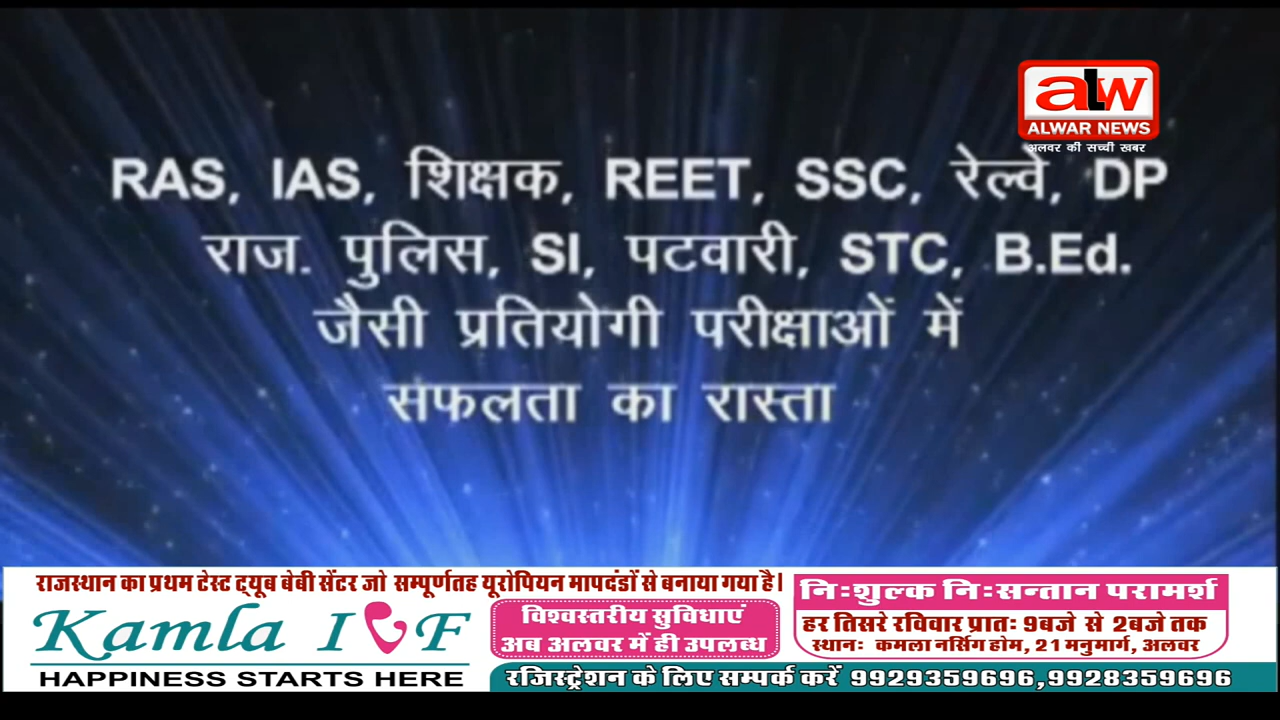 aLw
ALWAR NEWS
अलवर की सच्ची खबर
RAS, IAS, शिक्षक, REET, SSC, रेल्वे, DP
राज. पुलिस, SI, पटवारी, STC, B.Ed.
जैसी प्रतियोगी परीक्षाओं में
सफलता का रास्ता
राजस्थान का प्रथम टेस्ट ट्यूब बेबी सेंटर जो सम्पूर्णतह यूरोपियन मापदंडों से बनाया गया है।
Kamla IVF
HAPPINESS STARTS HERE
विश्वस्तरीय सुविधाएं
अब अलवर में ही उपलब्ध
निःशुल्क निःसन्तान परामर्श
हर तिसरे रविवार प्रातः 9बजे से 2बजे तक
स्थानः कमला नर्सिग होम, 21 मनुमार्ग, अलवर
रजिस्ट्रेशन के लिए सम्पर्क करें 9929359696,9928359696